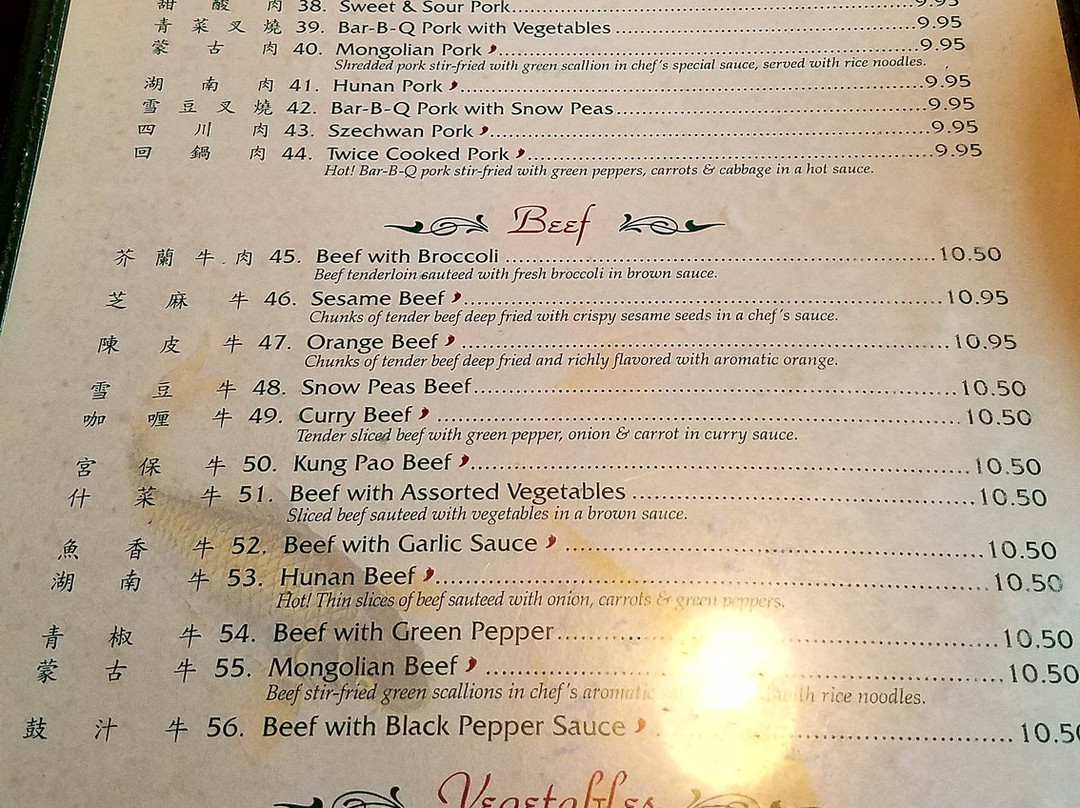 甜 酸 肉 38. Sweet & Sour Pork 9.95
青 菜 叉 燒 39. Bar-B-Q Pork with Vegetables 9.95
蒙 古 肉 40. Mongolian Pork 9.95
Shredded pork stir-fried with green scallion in chef's special sauce, served with rice noodles.
湖 南 肉 41. Hunan Pork 9.95
雪 豆 叉 燒 42. Bar-B-Q Pork with Snow Peas 9.95
四 川 肉 43. Szechwan Pork 9.95
回 鍋 肉 44. Twice Cooked Pork 9.95
Hot! Bar-B-Q pork stir-fried with green peppers, carrots & cabbage in a hot sauce.
Beef
芥 蘭 牛 肉 45. Beef with Broccoli 10.50
Beef tenderloin sauteed with fresh broccoli in brown sauce.
芝 麻 牛 46. Sesame Beef 10.95
Chunks of tender beef deep fried with crispy sesame seeds in a chef's sauce.
陳 皮 牛 47. Orange Beef 10.95
Chunks of tender beef deep fried and richly flavored with aromatic orange.
雪 豆 牛 48. Snow Peas Beef 10.50
咖 喱 牛 49. Curry Beef 10.50
Tender sliced beef with green pepper, onion & carrot in curry sauce.
宮 保 牛 50. Kung Pao Beef 10.50
什 菜 牛 51. Beef with Assorted Vegetables 10.50
Sliced beef sauteed with vegetables in a brown sauce.
魚 香 牛 52. Beef with Garlic Sauce 10.50
湖 南 牛 53. Hunan Beef 10.50
Hot! Thin slices of beef sauteed with onion, carrots & green peppers.
青 椒 牛 54. Beef with Green Pepper 10.50
蒙 古 牛 55. Mongolian Beef 10.50
Beef stir-fried green scallions in chef's aromatic with rice noodles.
鼓 汁 牛 56. Beef with Black Pepper Sauce 10.50
Vegetables